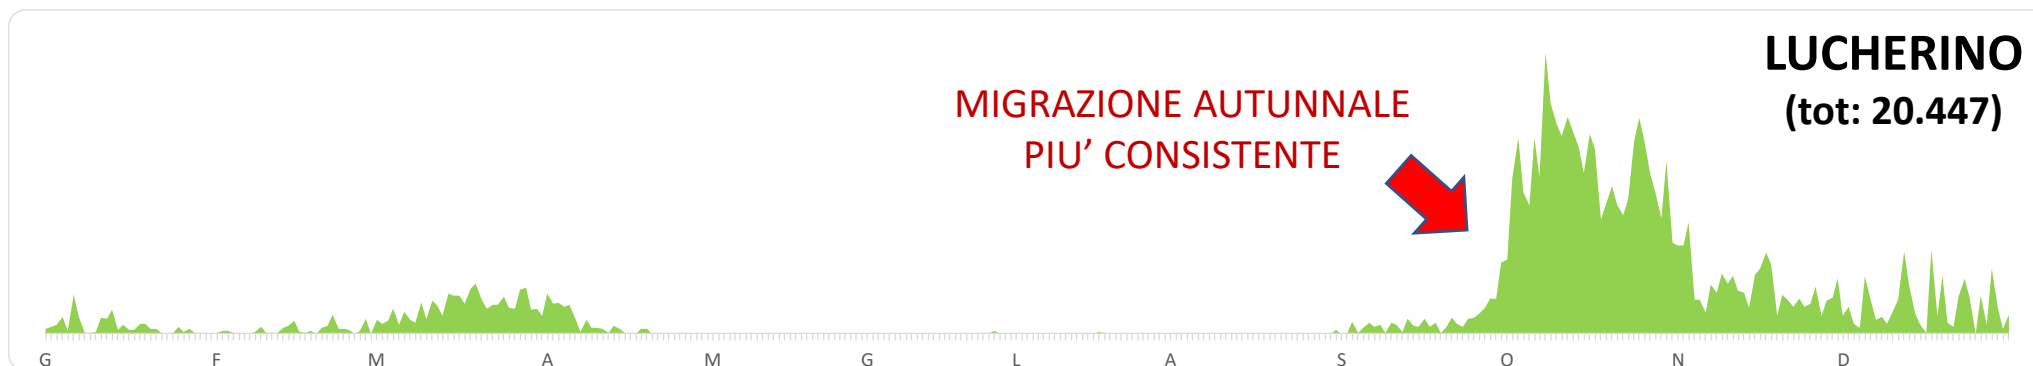 LUCHERINO
(tot: 20.447)
MIGRAZIONE AUTUNNALE
PIU’ CONSISTENTE
G F M A M G L A S O N D